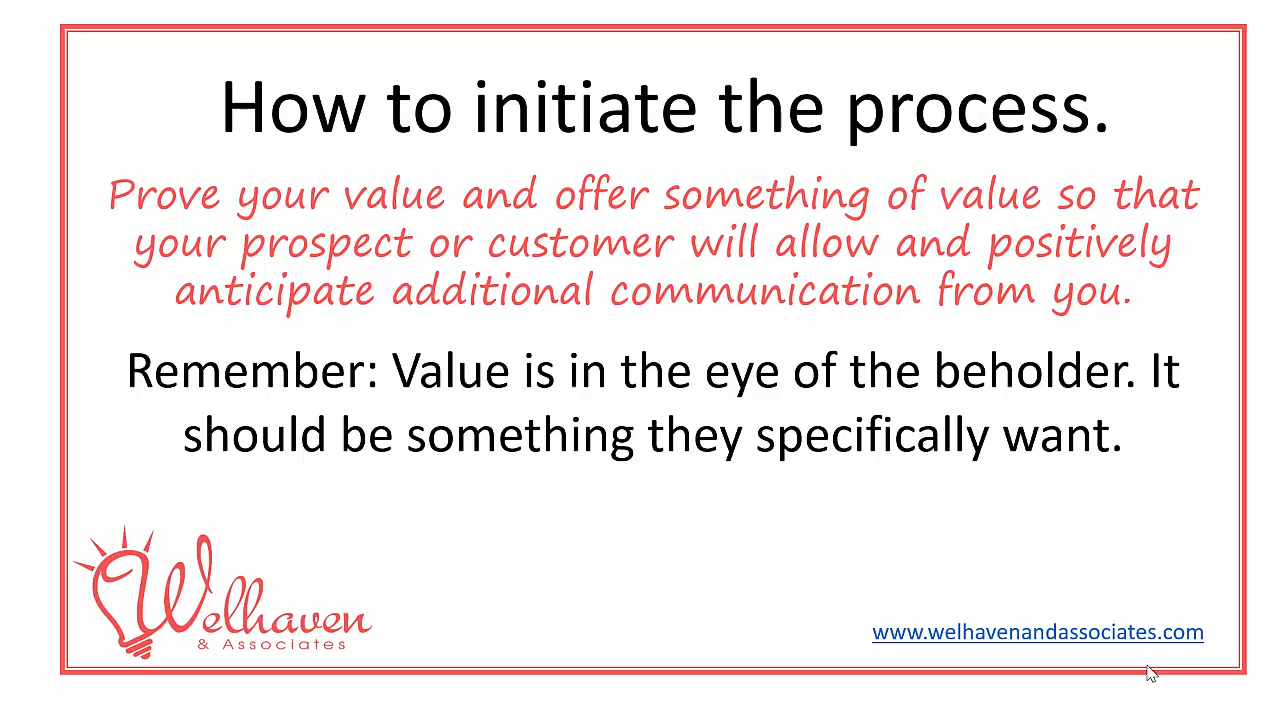 How to initiate the process.
Prove your value and offer something of value so that
your prospect or customer will allow and positively
anticipate additional communication from you.
Remember: Value is in the eye of the beholder. It
should be something they specifically want.
Welhaven
& Associates
www.welhavenandassociates.com